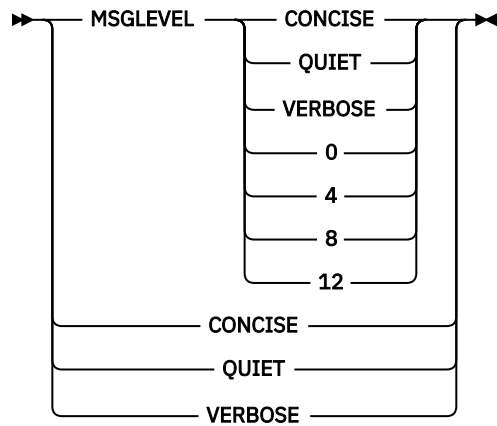 MSGLEVEL CONCISE
QUIET
VERBOSE
0
4
8
12
CONCISE
QUIET
VERBOSE